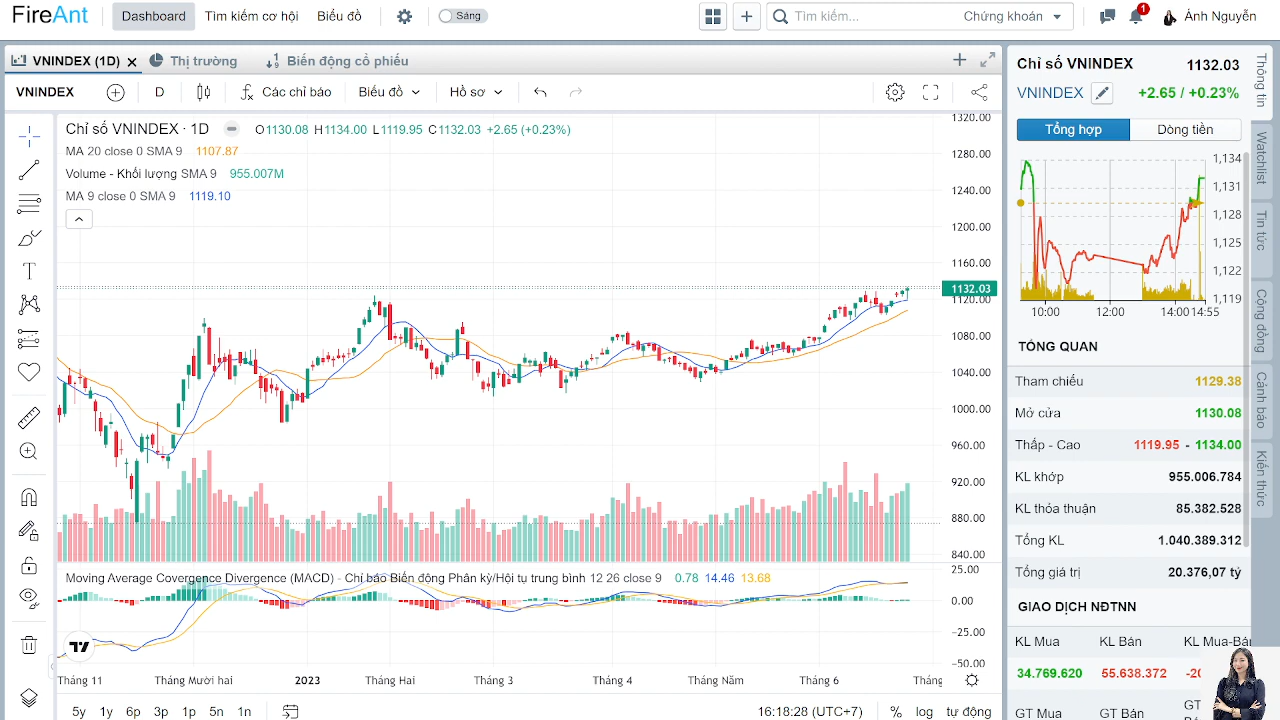 FireAnt
Dashboard
Tìm kiếm cơ hội
Biểu đồ
Sáng
Tìm kiếm...
Chứng khoán
1
Ánh Nguyễn
VNINDEX (1D)
Thị trường
Biến động cổ phiếu
VNINDEX
D
Các chỉ báo
Biểu đồ
Hồ sơ
Chỉ số VNINDEX · 1D
O1130.08 H1134.00 L1119.95 C1132.03 +2.65 (+0.23%)
MA 20 close 0 SMA 9 1107.87
Volume - Khối lượng SMA 9 955.007M
MA 9 close 0 SMA 9 1119.10
1320.00
1280.00
1240.00
1200.00
1160.00
1132.03
1120.00
1080.00
1040.00
1000.00
960.00
920.00
880.00
840.00
Moving Average Covergence Divergence (MACD) - Chỉ báo Biến động Phân kỳ/Hội tụ trung bình 12 26 close 9 0.78 14.46 13.68
25.00
0.00
−25.00
−50.00
Tháng 11
Tháng Mười hai
2023
Tháng Hai
Tháng 3
Tháng 4
Tháng Năm
Tháng 6
Tháng
5y 1y 6p 3p 1p 5n 1n
16:18:28 (UTC+7)
% log tự động
Chỉ số VNINDEX 1132.03
VNINDEX +2.65 / +0.23%
Tổng hợp
Dòng tiền
1,134
1,131
1,128
1,125
1,122
1,119
10:00 12:00 14:00 14:55
TỔNG QUAN
Tham chiếu 1129.38
Mở cửa 1130.08
Thấp - Cao 1119.95 - 1134.00
KL khớp 955.006.784
KL thỏa thuận 85.382.528
Tổng KL 1.040.389.312
Tổng giá trị 20.376,07 tỷ
GIAO DỊCH NĐTNN
KL Mua KL Bán KL Mua-Bán
34.769.620 55.638.372 -20
GT Mua GT Bán GT
Thông tin
Watchlist
Tin tức
Cộng đồng
Cảnh báo
Kiến thức